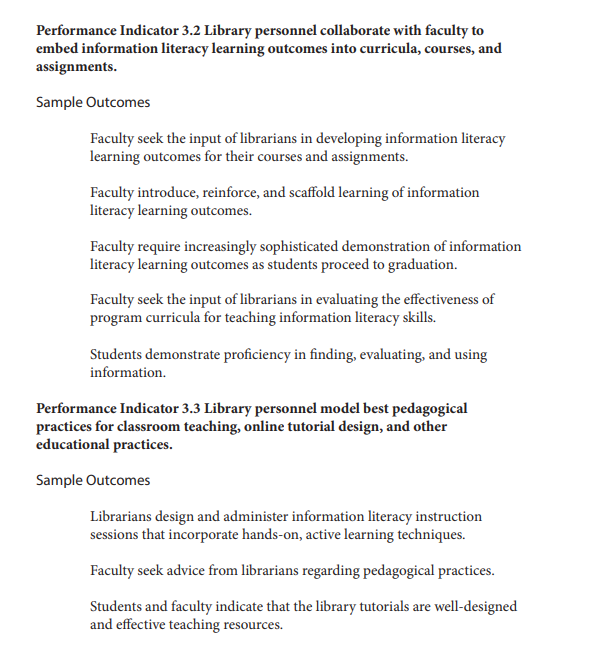 Performance Indicator 3.2 Library personnel collaborate with faculty to
embed information literacy learning outcomes into curricula, courses, and
assignments.
Sample Outcomes
Faculty seek the input of librarians in developing information literacy
learning outcomes for their courses and assignments.
Faculty introduce, reinforce, and scaffold learning of information
literacy learning outcomes.
Faculty require increasingly sophisticated demonstration of information
literacy learning outcomes as students proceed to graduation.
Faculty seek the input of librarians in evaluating the effectiveness of
program curricula for teaching information literacy skills.
Students demonstrate proficiency in finding, evaluating, and using
information.
Performance Indicator 3.3 Library personnel model best pedagogical
practices for classroom teaching, online tutorial design, and other
educational practices.
Sample Outcomes
Librarians design and administer information literacy instruction
sessions that incorporate hands-on, active learning techniques.
Faculty seek advice from librarians regarding pedagogical practices.
Students and faculty indicate that the library tutorials are well-designed
and effective teaching resources.